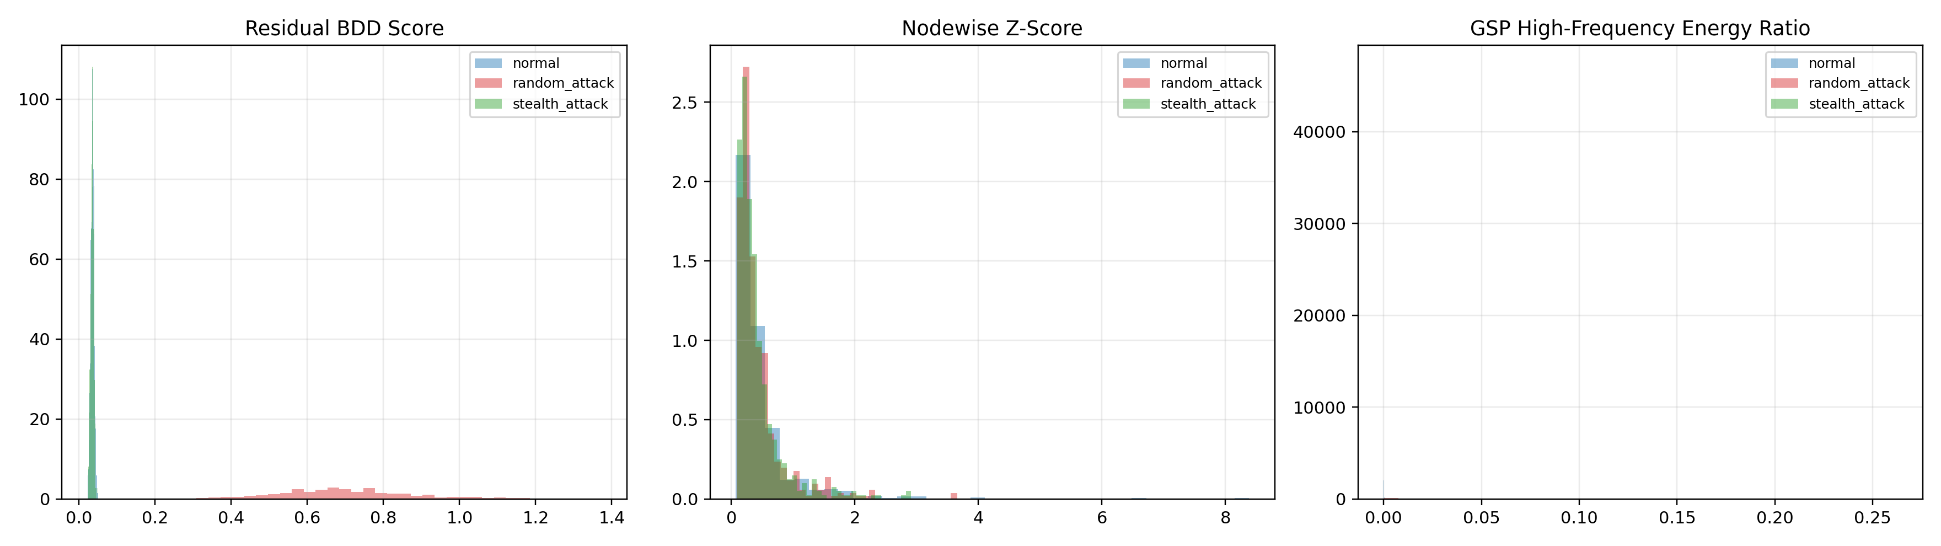 Residual BDD Score
normal
random_attack
stealth_attack
100
80
60
40
20
0
0.0 0.2 0.4 0.6 0.8 1.0 1.2 1.4
Nodewise Z-Score
normal
random_attack
stealth_attack
2.5
2.0
1.5
1.0
0.5
0.0
0 2 4 6 8
GSP High-Frequency Energy Ratio
normal
random_attack
stealth_attack
40000
30000
20000
10000
0
0.00 0.05 0.10 0.15 0.20 0.25